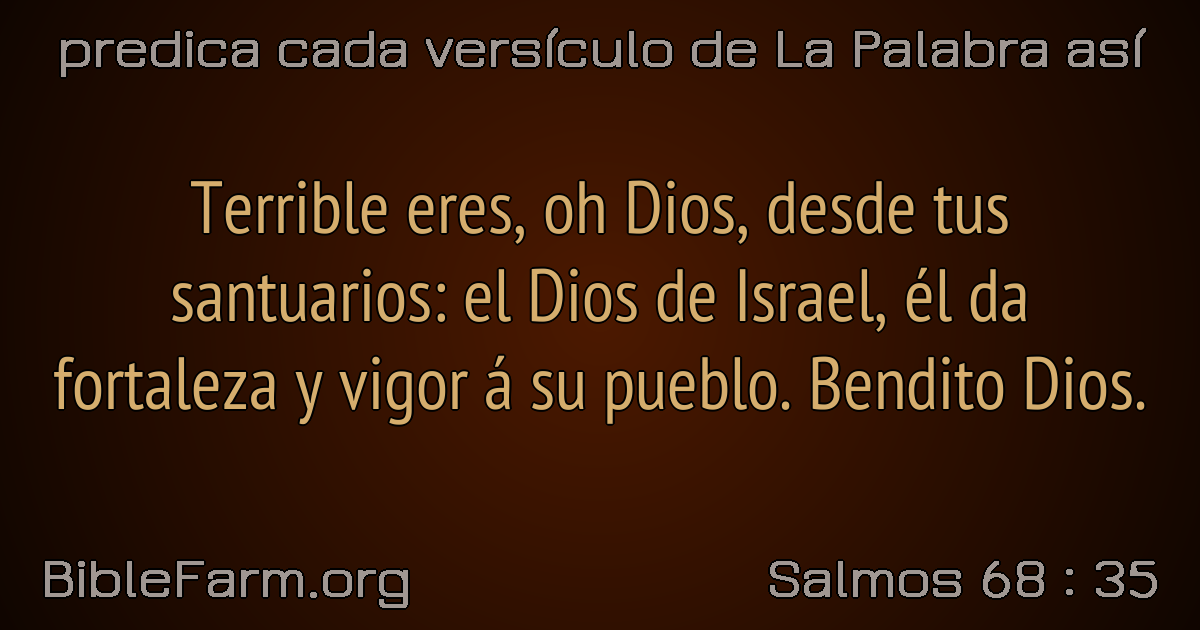 predica cada versículo de La Palabra así
Terrible eres, oh Dios, desde tus
santuarios: el Dios de Israel, él da
fortaleza y vigor á su pueblo. Bendito Dios.
BibleFarm.org
Salmos 68 : 35